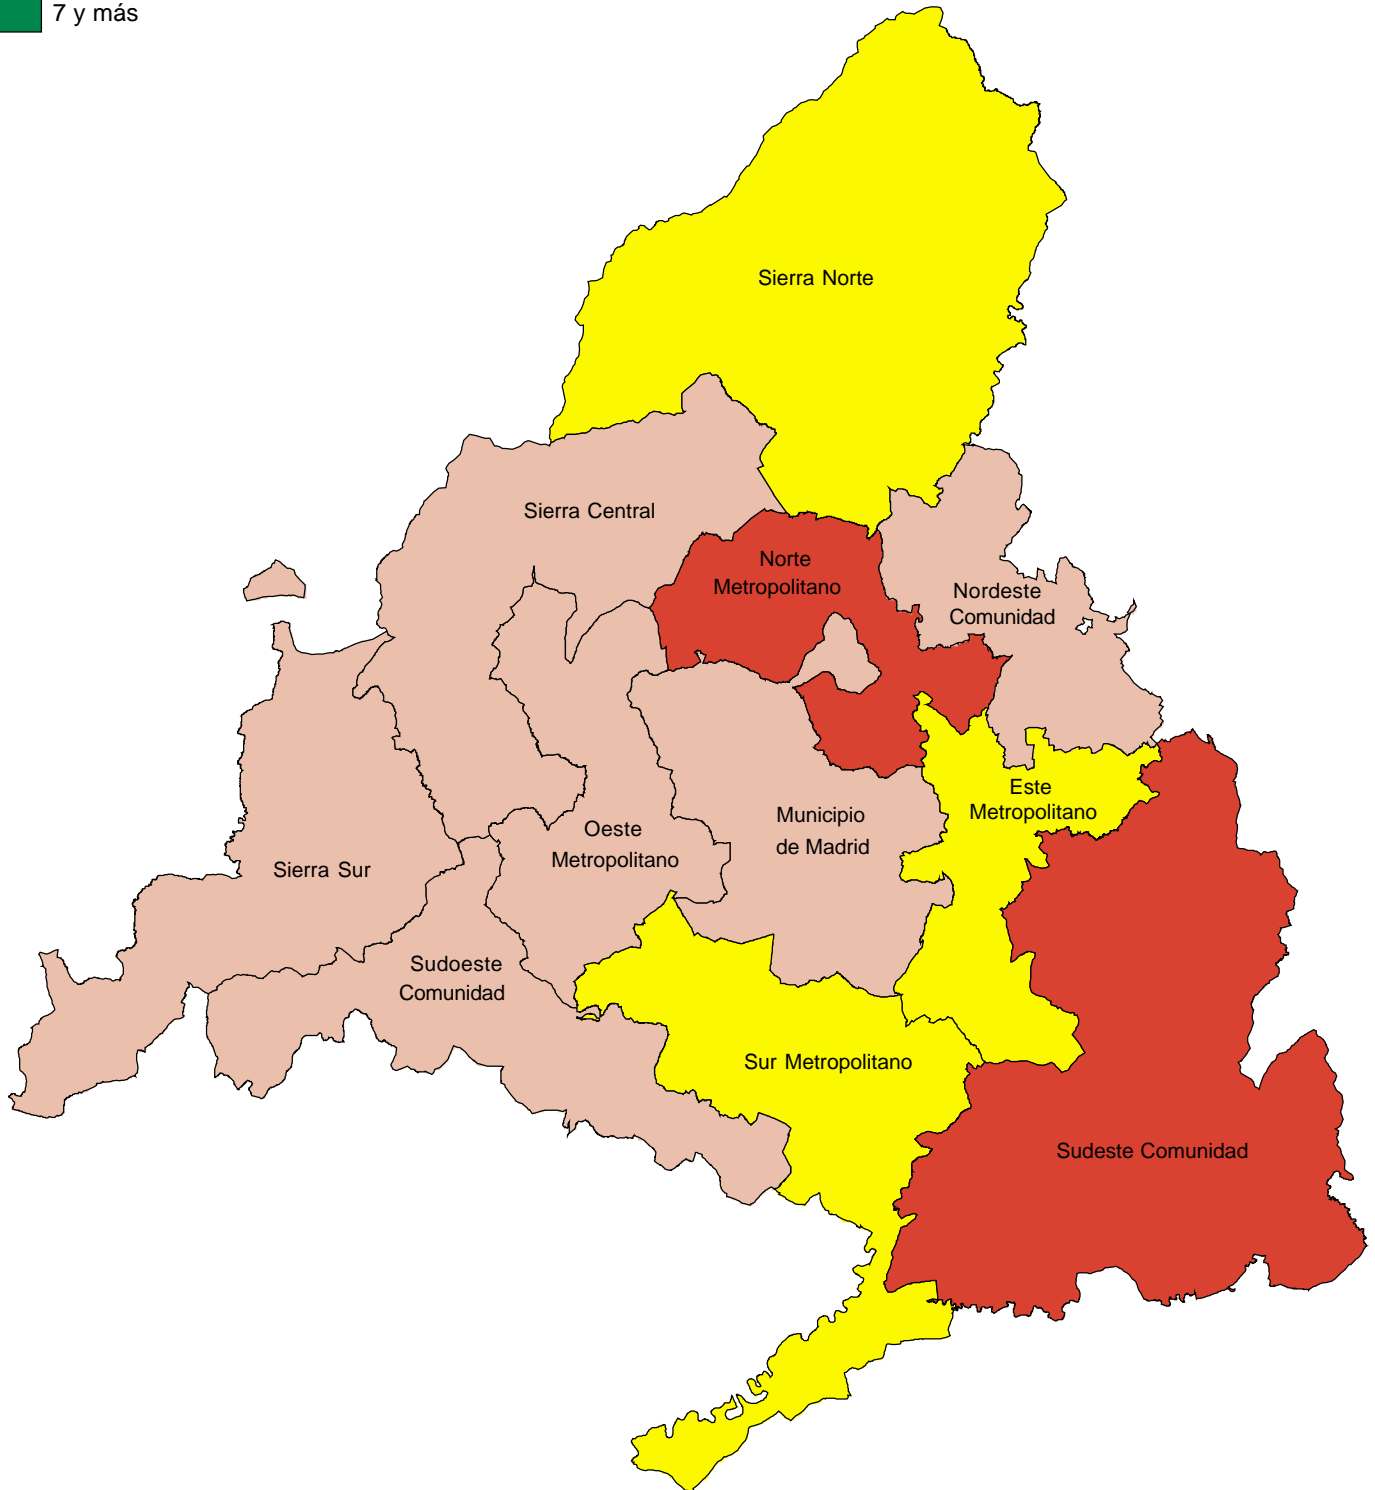 7 y más
Sierra Norte
Sierra Central
Norte
Metropolitano
Nordeste
Comunidad
Este
Metropolitano
Municipio
de Madrid
Oeste
Metropolitano
Sierra Sur
Sudoeste
Comunidad
Sur Metropolitano
Sudeste Comunidad